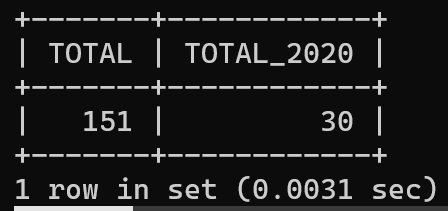 +-------+------------+
| TOTAL | TOTAL_2020 |
+-------+------------+
|   151 |         30 |
+-------+------------+
1 row in set (0.0031 sec)